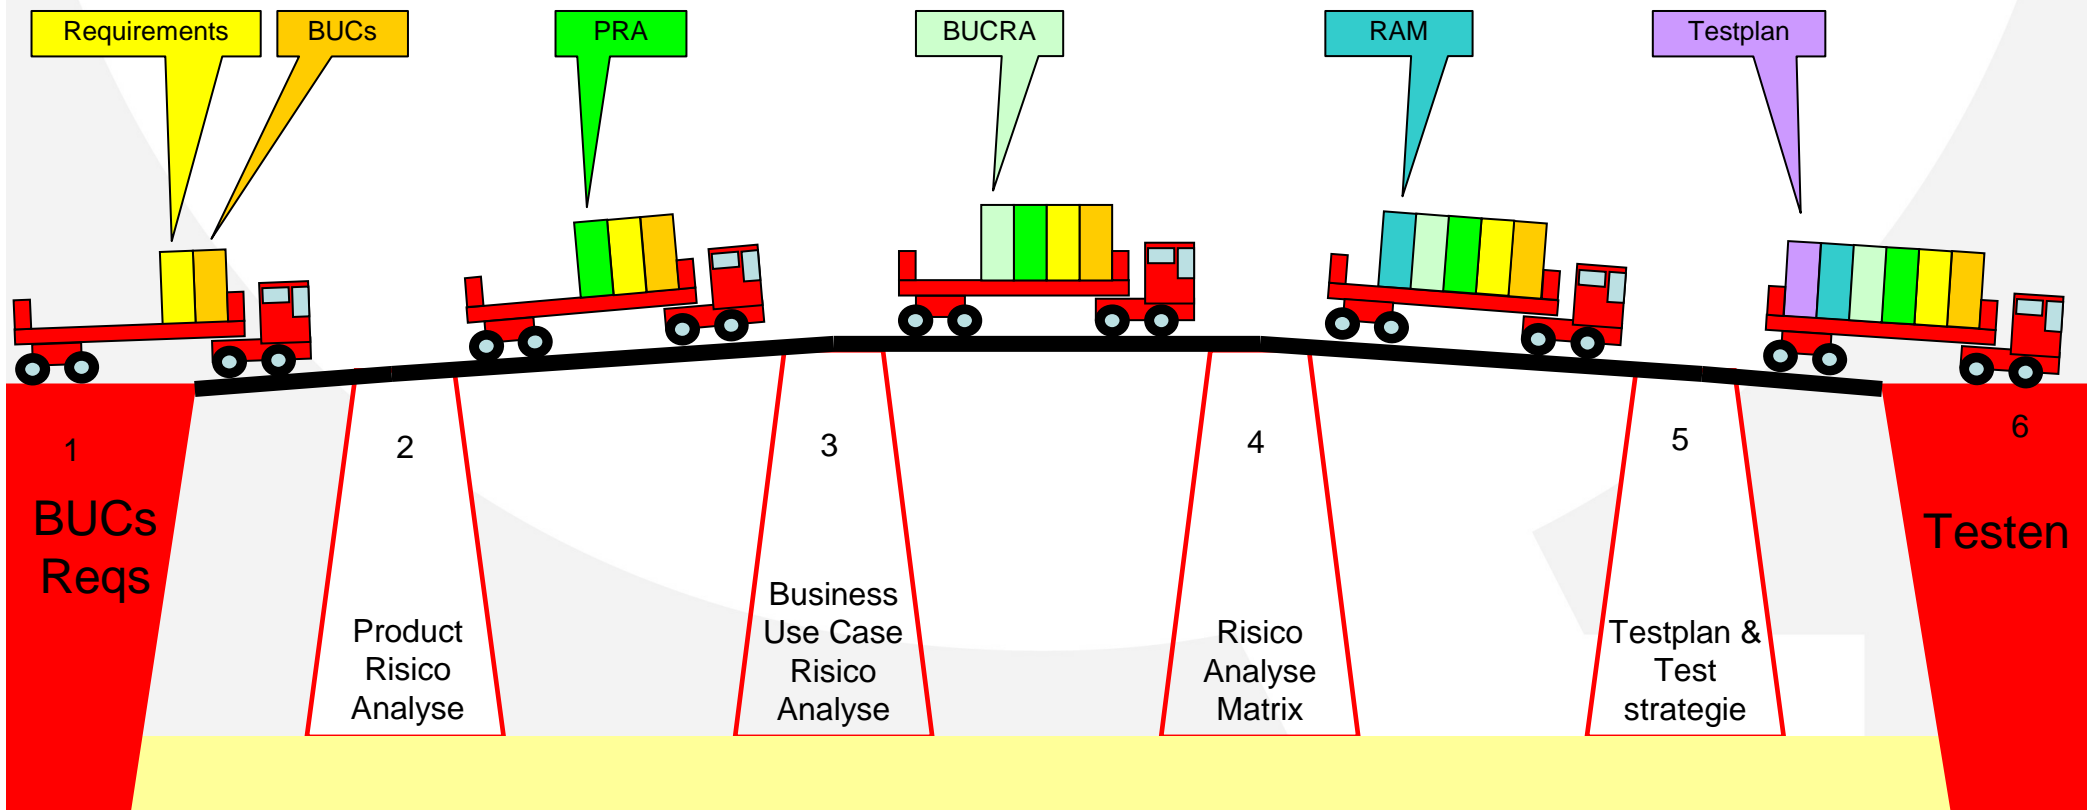 Requirements
BUCs
PRA
BUCRA
RAM
Testplan
1
BUCs
Reqs
2
Product
Risico
Analyse
3
Business
Use Case
Risico
Analyse
4
Risico
Analyse
Matrix
5
Testplan &
Test
strategie
6
Testen